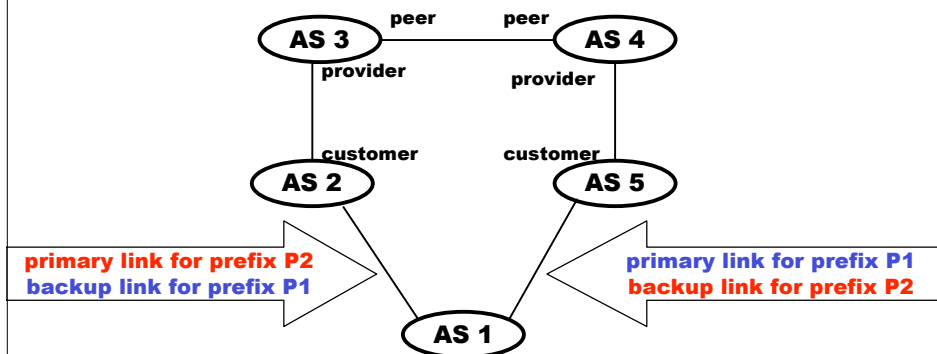 peer peer
AS 3 AS 4
provider provider
customer customer
AS 2 AS 5
primary link for prefix P2 primary link for prefix P1
backup link for prefix P1 backup link for prefix P2
AS 1